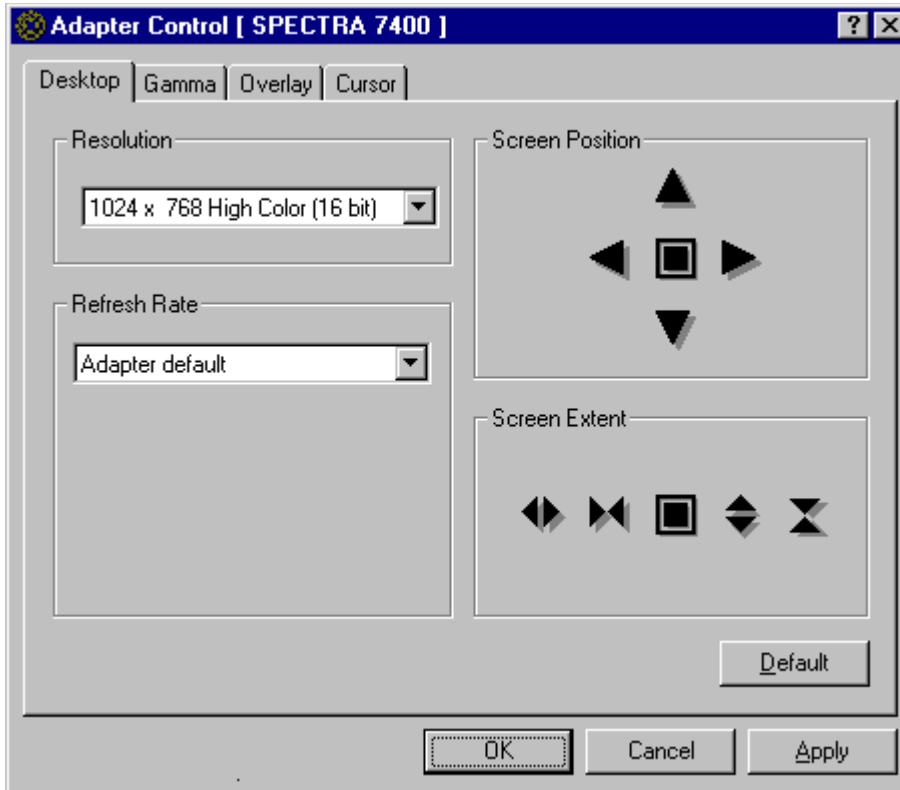 Adapter Control [ SPECTRA 7400 ]
Desktop Gamma Overlay Cursor
Resolution
1024 x  768 High Color (16 bit)
Refresh Rate
Adapter default
Screen Position
Screen Extent
Default
OK Cancel Apply